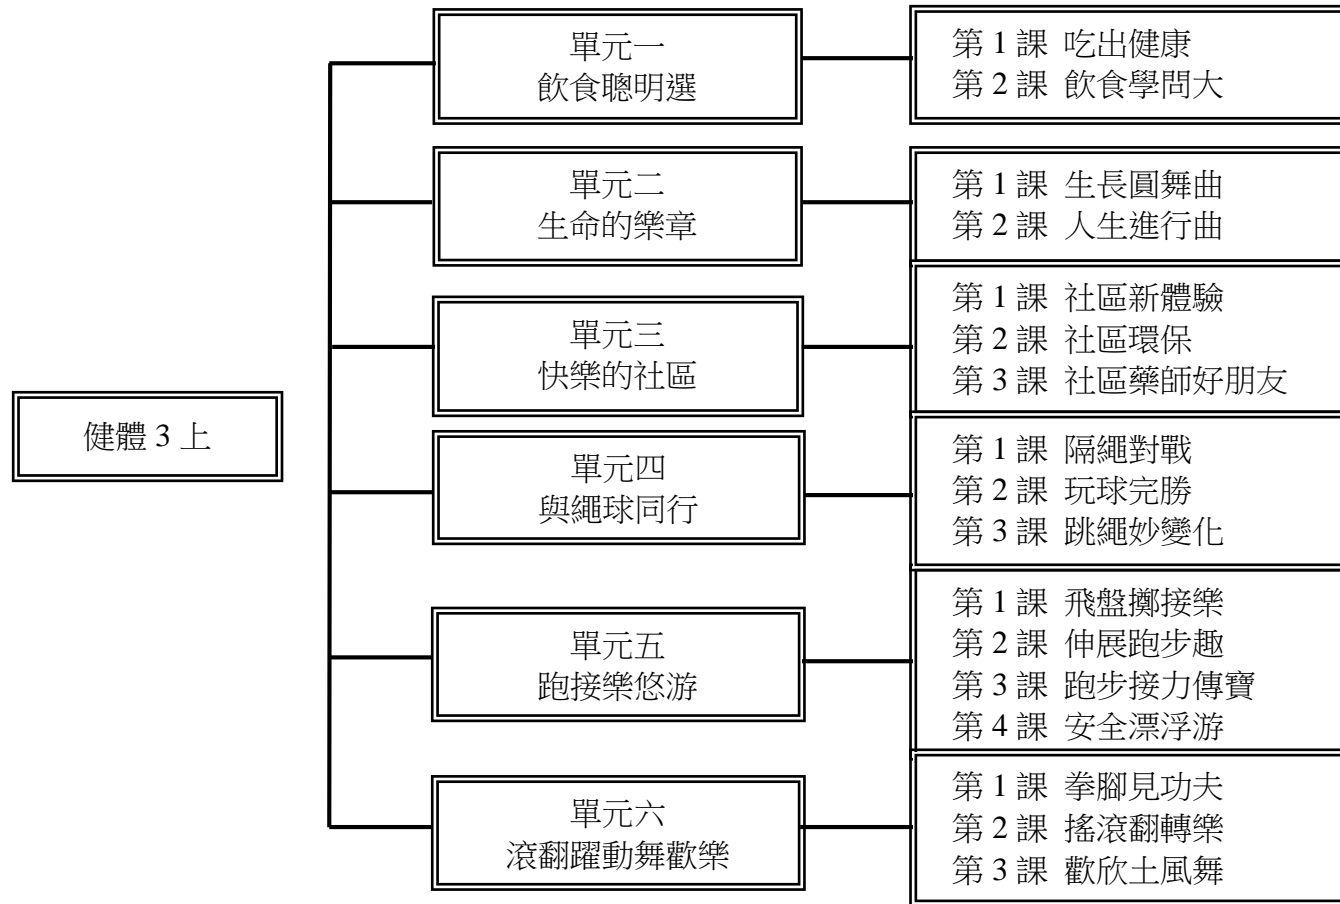 健體 3 上
單元一
飲食聰明選
第 1 課 吃出健康
第 2 課 飲食學問大
單元二
生命的樂章
第 1 課 生長圓舞曲
第 2 課 人生進行曲
單元三
快樂的社區
第 1 課 社區新體驗
第 2 課 社區環保
第 3 課 社區藥師好朋友
單元四
與繩球同行
第 1 課 隔繩對戰
第 2 課 玩球完勝
第 3 課 跳繩妙變化
單元五
跑接樂悠游
第 1 課 飛盤擲接樂
第 2 課 伸展跑步趣
第 3 課 跑步接力傳寶
第 4 課 安全漂浮游
單元六
滾翻躍動舞歡樂
第 1 課 拳腳見功夫
第 2 課 搖滾翻轉樂
第 3 課 歡欣土風舞